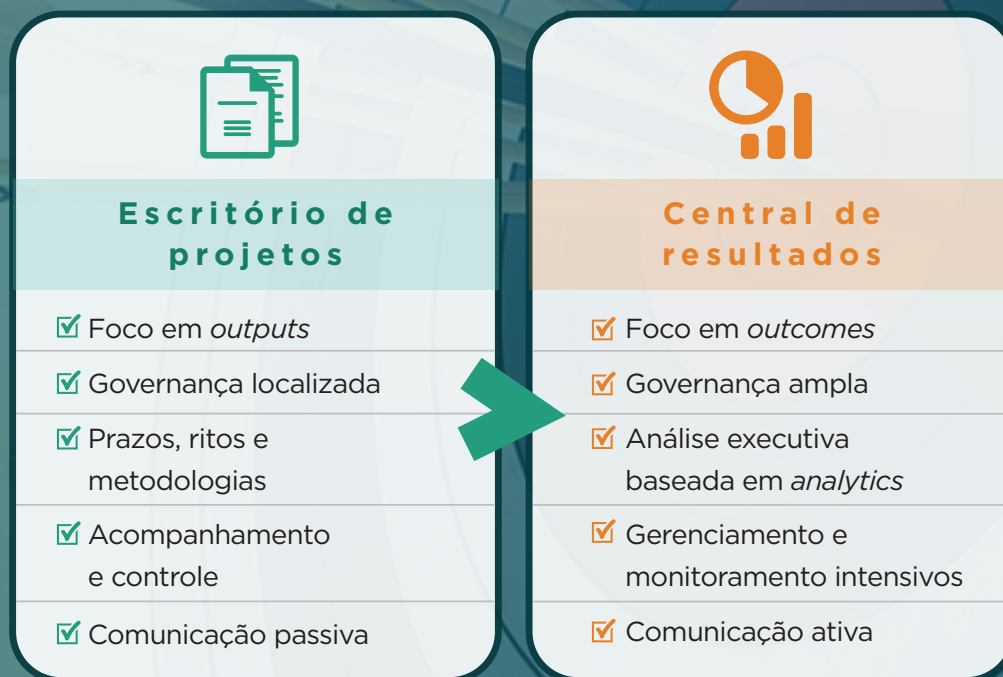 Escritório de
projetos
Foco em outputs
Governança localizada
Prazos, ritos e
metodologias
Acompanhamento
e controle
Comunicação passiva
Central de
resultados
Foco em outcomes
Governança ampla
Análise executiva
baseada em analytics
Gerenciamento e
monitoramento intensivos
Comunicação ativa